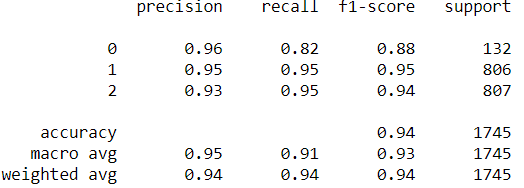 precision recall f1-score support
0 0.96 0.82 0.88 132
1 0.95 0.95 0.95 806
2 0.93 0.95 0.94 807
accuracy 0.94 1745
macro avg 0.95 0.91 0.93 1745
weighted avg 0.94 0.94 0.94 1745